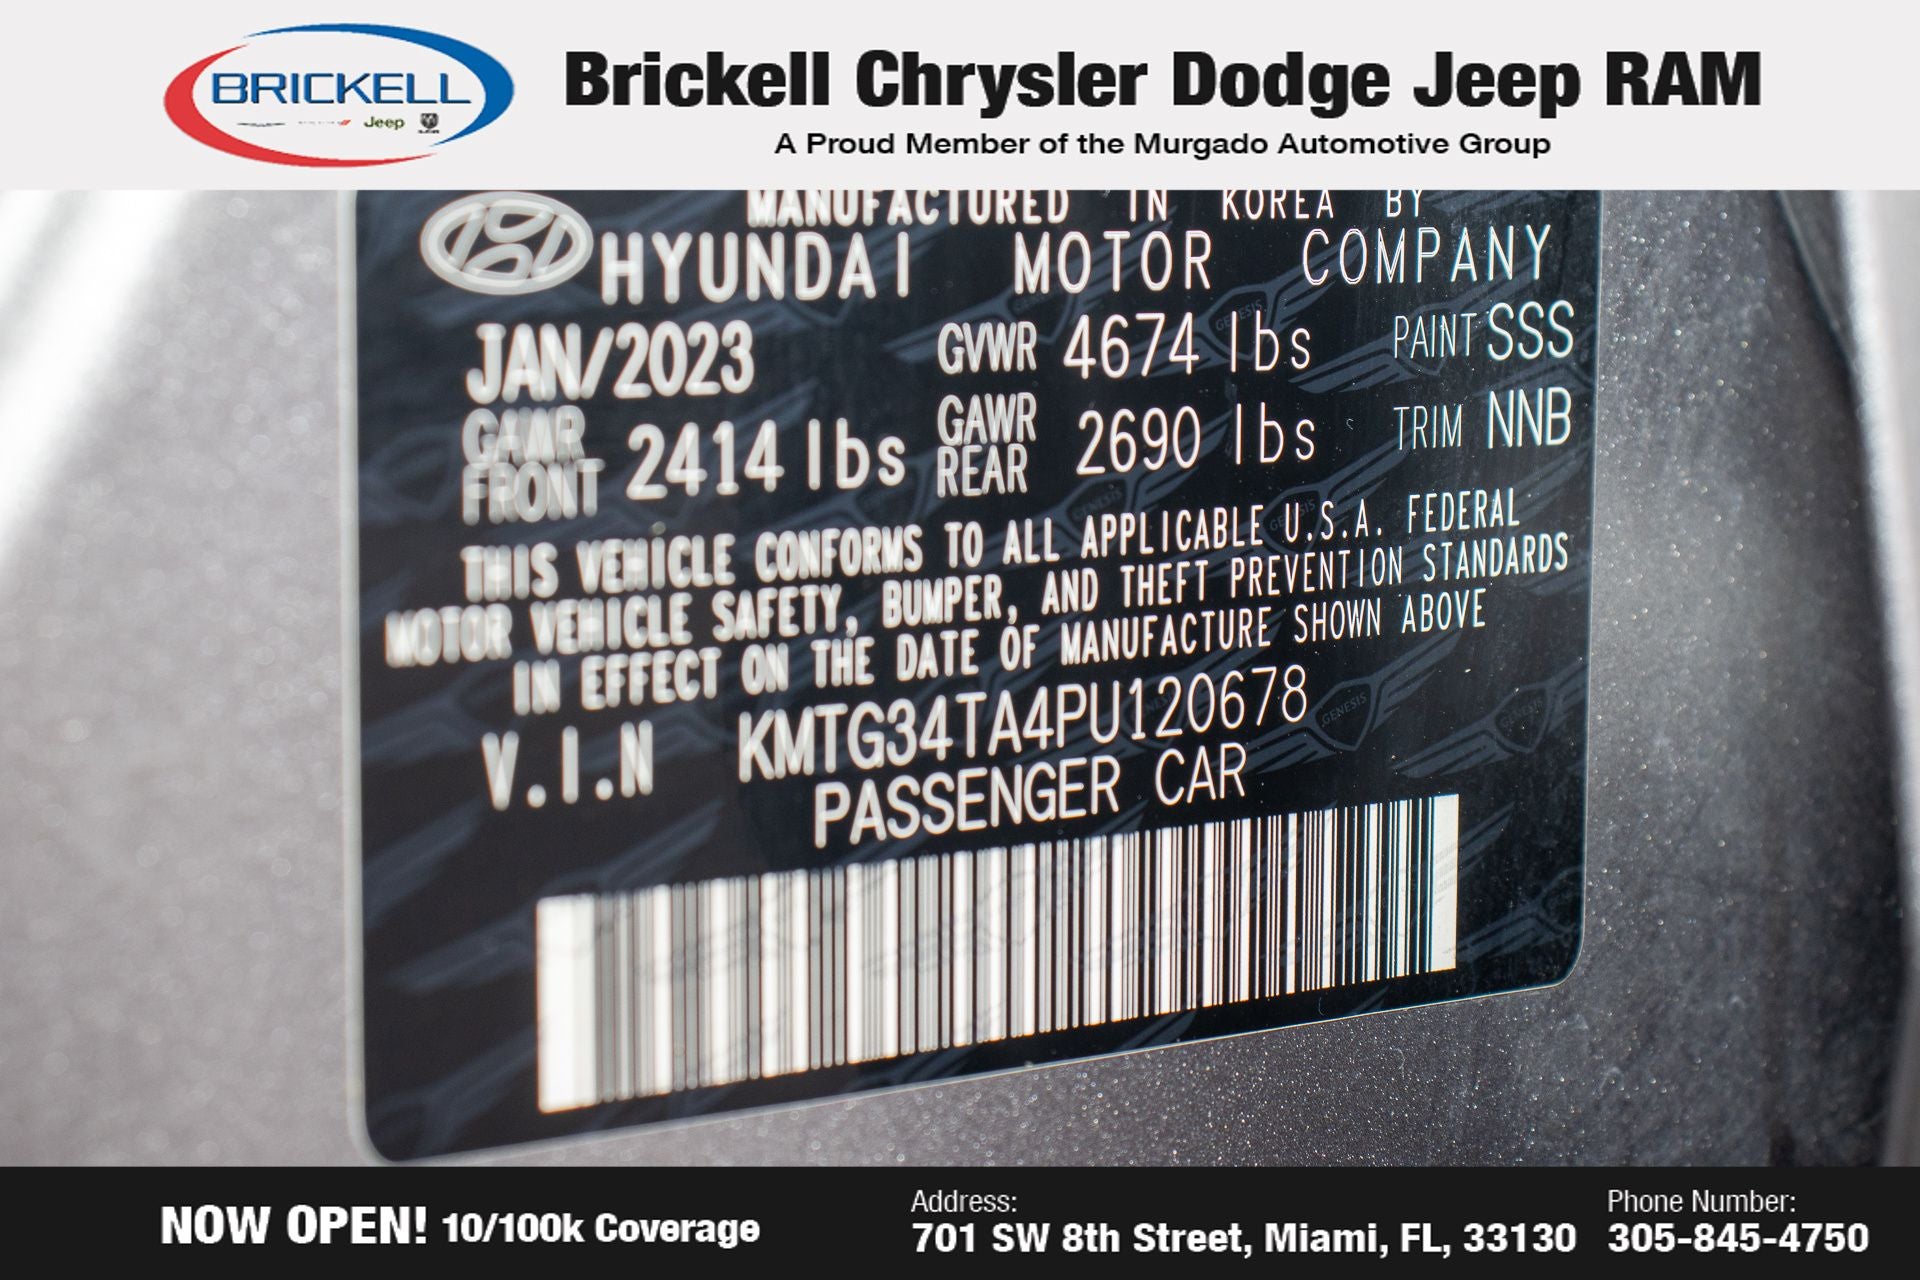 BRICKELL
Jeep
Brickell Chrysler Dodge Jeep RAM
A Proud Member of the Murgado Automotive Group
MANUFACTURED IN KOREA BY
HYUNDAI MOTOR COMPANY
JAN/2023 GVWR 4674 lbs PAINT SSS
GAWR FRONT 2414 lbs GAWR REAR 2690 lbs TRIM NNB
THIS VEHICLE CONFORMS TO ALL APPLICABLE U.S.A. FEDERAL
MOTOR VEHICLE SAFETY, BUMPER, AND THEFT PREVENTION STANDARDS
IN EFFECT ON THE DATE OF MANUFACTURE SHOWN ABOVE
V.I.N KMTG34TA4PU120678
PASSENGER CAR
NOW OPEN! 10/100k Coverage
Address:
701 SW 8th Street, Miami, FL, 33130
Phone Number:
305-845-4750